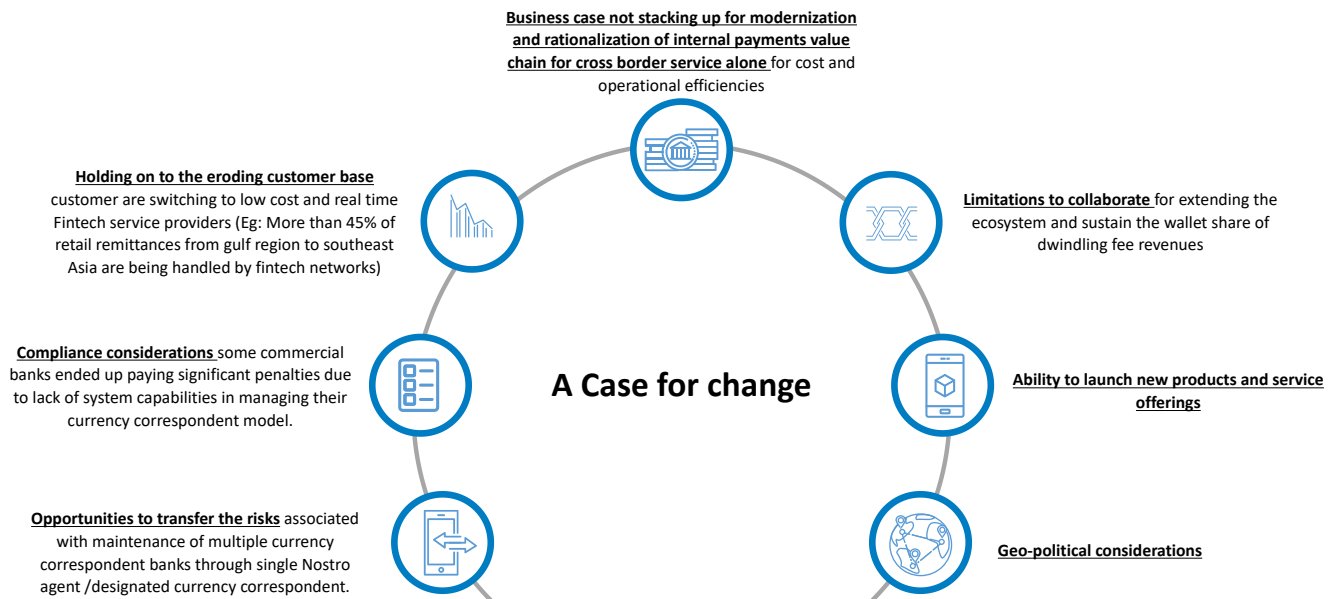 Business case not stacking up for modernization
and rationalization of internal payments value
chain for cross border service alone for cost and
operational efficiencies
Holding on to the eroding customer base
customer are switching to low cost and real time
Fintech service providers (Eg: More than 45% of
retail remittances from gulf region to southeast
Asia are being handled by fintech networks)
Limitations to collaborate for extending the
ecosystem and sustain the wallet share of
dwindling fee revenues
Compliance considerations some commercial
banks ended up paying significant penalties due
to lack of system capabilities in managing their
currency correspondent model.
A Case for change
Ability to launch new products and service
offerings
Opportunities to transfer the risks associated
with maintenance of multiple currency
correspondent banks through single Nostro
agent /designated currency correspondent.
Geo-political considerations